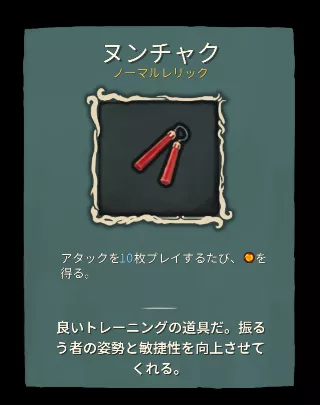 ヌンチャク
ノーマルレリック
アタックを10枚プレイするたび、を
得る。
良いトレーニングの道具だ。振る
う者の姿勢と敏捷性を向上させて
くれる。